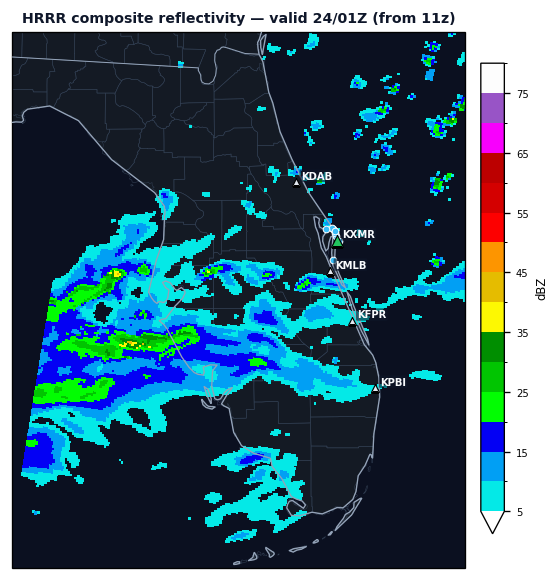 HRRR composite reflectivity — valid 24/01Z (from 11z)
KDAB
KXMR
KMLB
KFPR
KPBI
75
65
55
45
35
25
15
5
dBZ